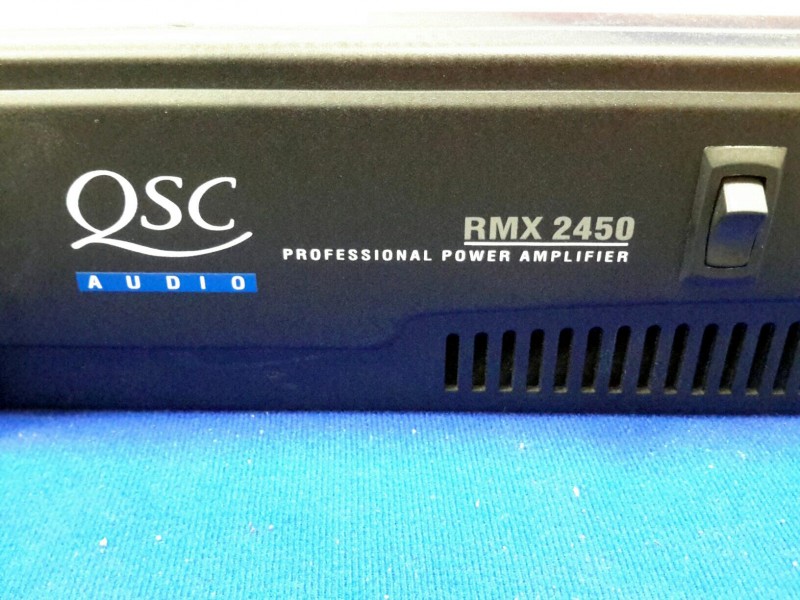 QSC
AUDIO
RMX 2450
PROFESSIONAL POWER AMPLIFIER